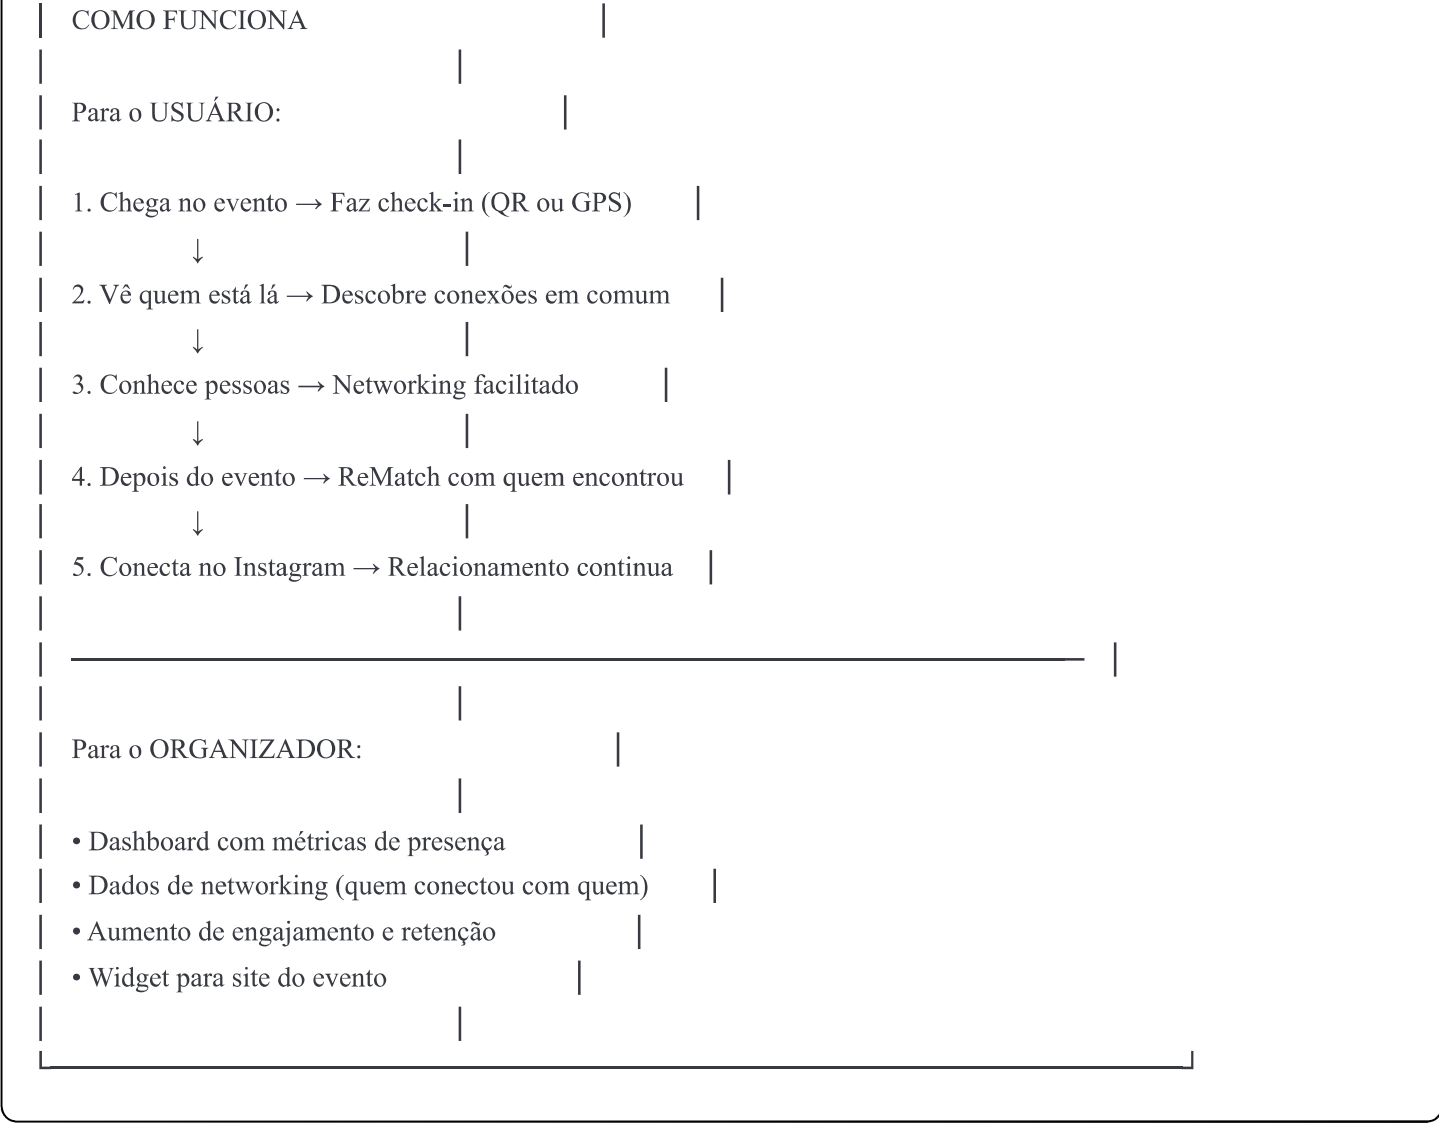 COMO FUNCIONA
Para o USUÁRIO:
1. Chega no evento → Faz check-in (QR ou GPS)
↓
2. Vê quem está lá → Descobre conexões em comum
↓
3. Conhece pessoas → Networking facilitado
↓
4. Depois do evento → ReMatch com quem encontrou
↓
5. Conecta no Instagram → Relacionamento continua
Para o ORGANIZADOR:
• Dashboard com métricas de presença
• Dados de networking (quem conectou com quem)
• Aumento de engajamento e retenção
• Widget para site do evento